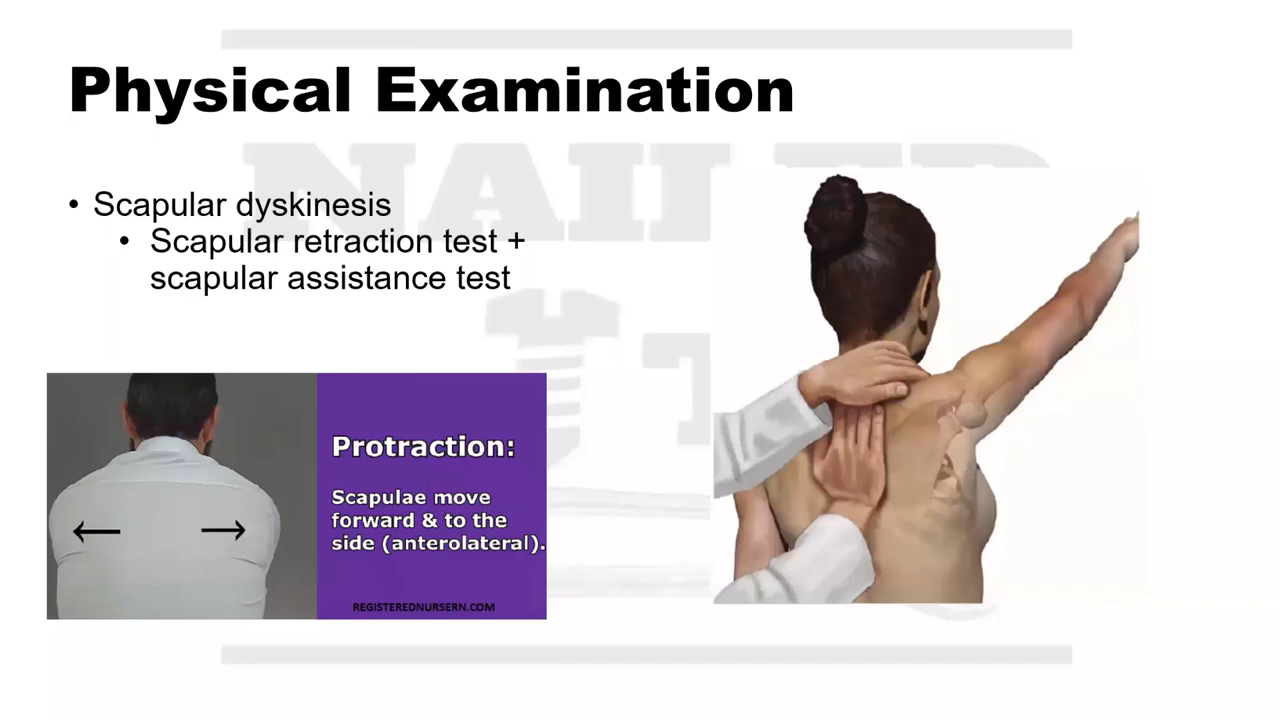 Physical Examination
• Scapular dyskinesis
• Scapular retraction test +
scapular assistance test
Protraction:
Scapulae move
forward & to the
side (anterolateral).
REGISTEREDNURSERN.COM